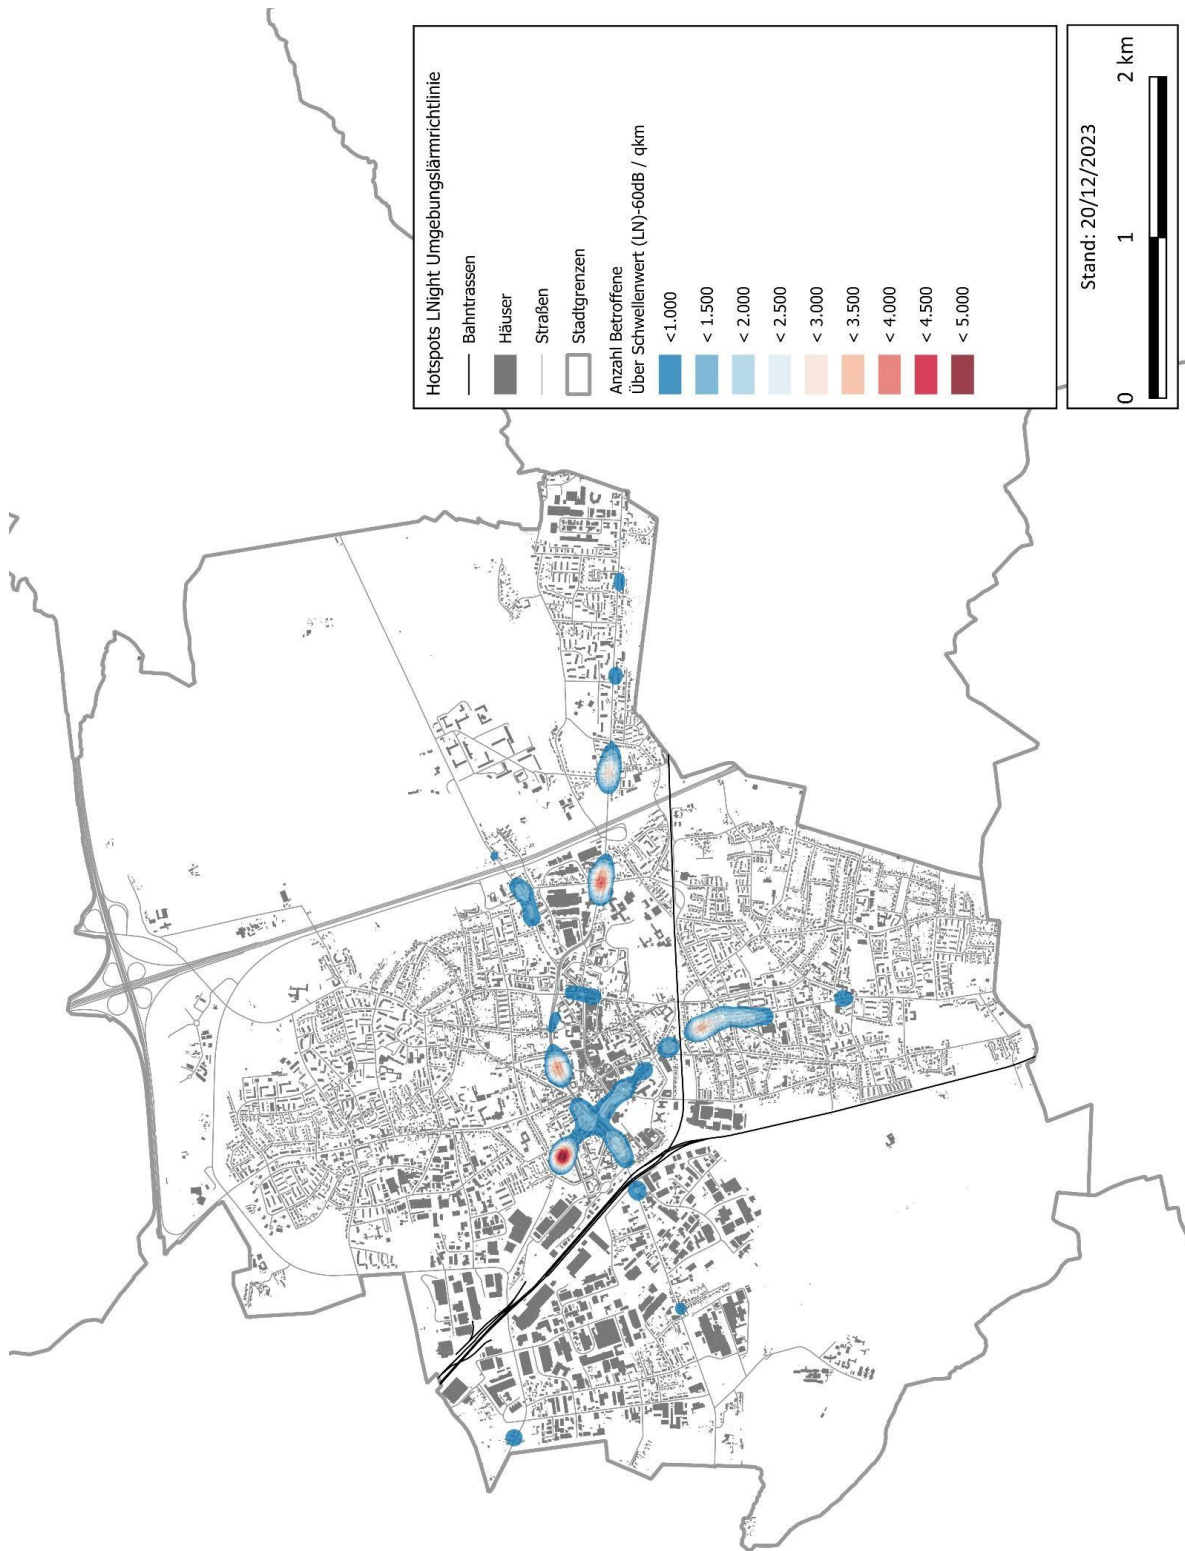 Hotspots LNight Umgebungslärmrichtlinie
Bahntrassen
Häuser
Straßen
Stadtgrenzen
Anzahl Betroffene
Über Schwellenwert (LN)-60dB / qkm
<1.000
< 1.500
< 2.000
< 2.500
< 3.000
< 3.500
< 4.000
< 4.500
< 5.000
Stand: 20/12/2023
0 1 2 km